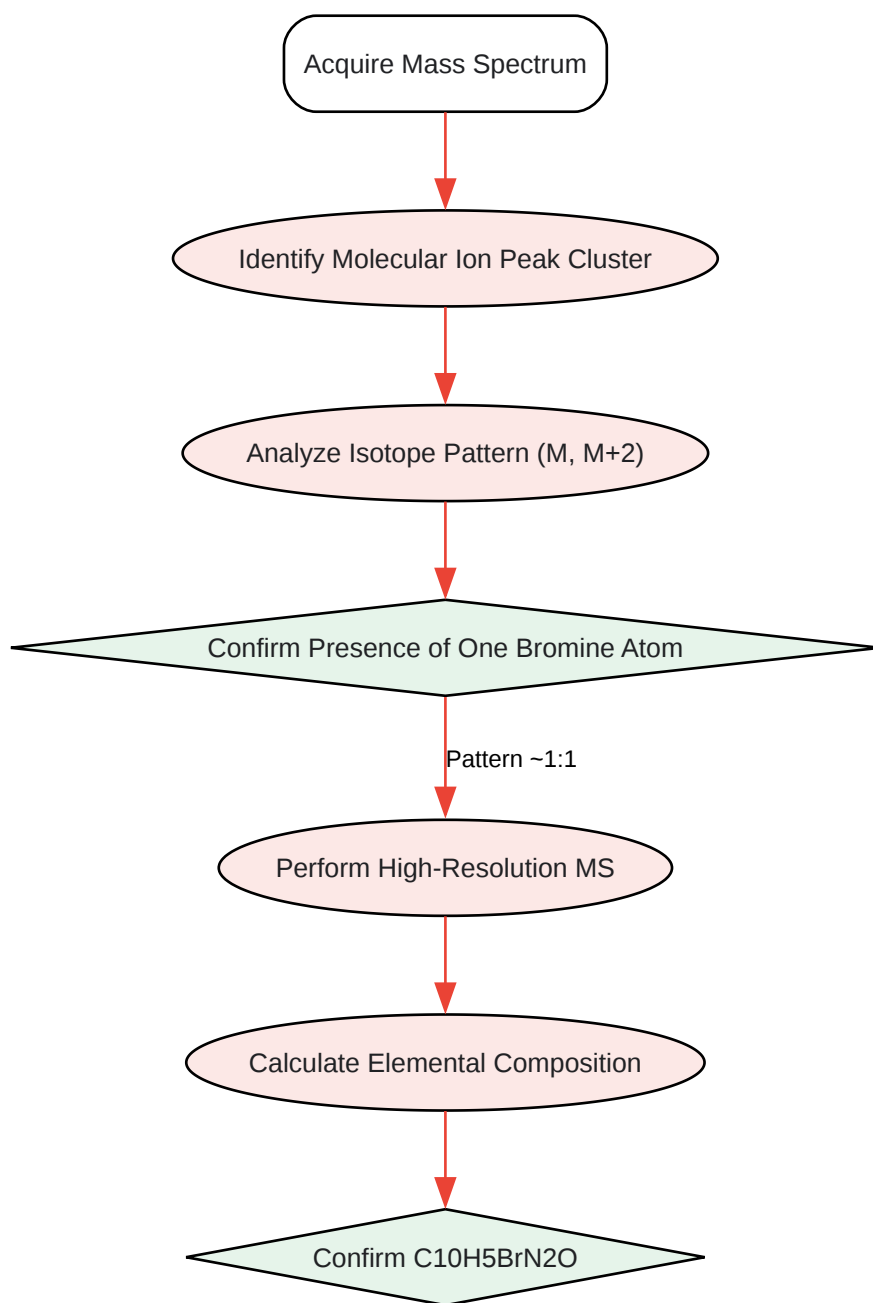 Acquire Mass Spectrum
Identify Molecular Ion Peak Cluster
Analyze Isotope Pattern (M, M+2)
Confirm Presence of One Bromine Atom
Pattern ~1:1
Perform High-Resolution MS
Calculate Elemental Composition
Confirm C10H5BrN2O